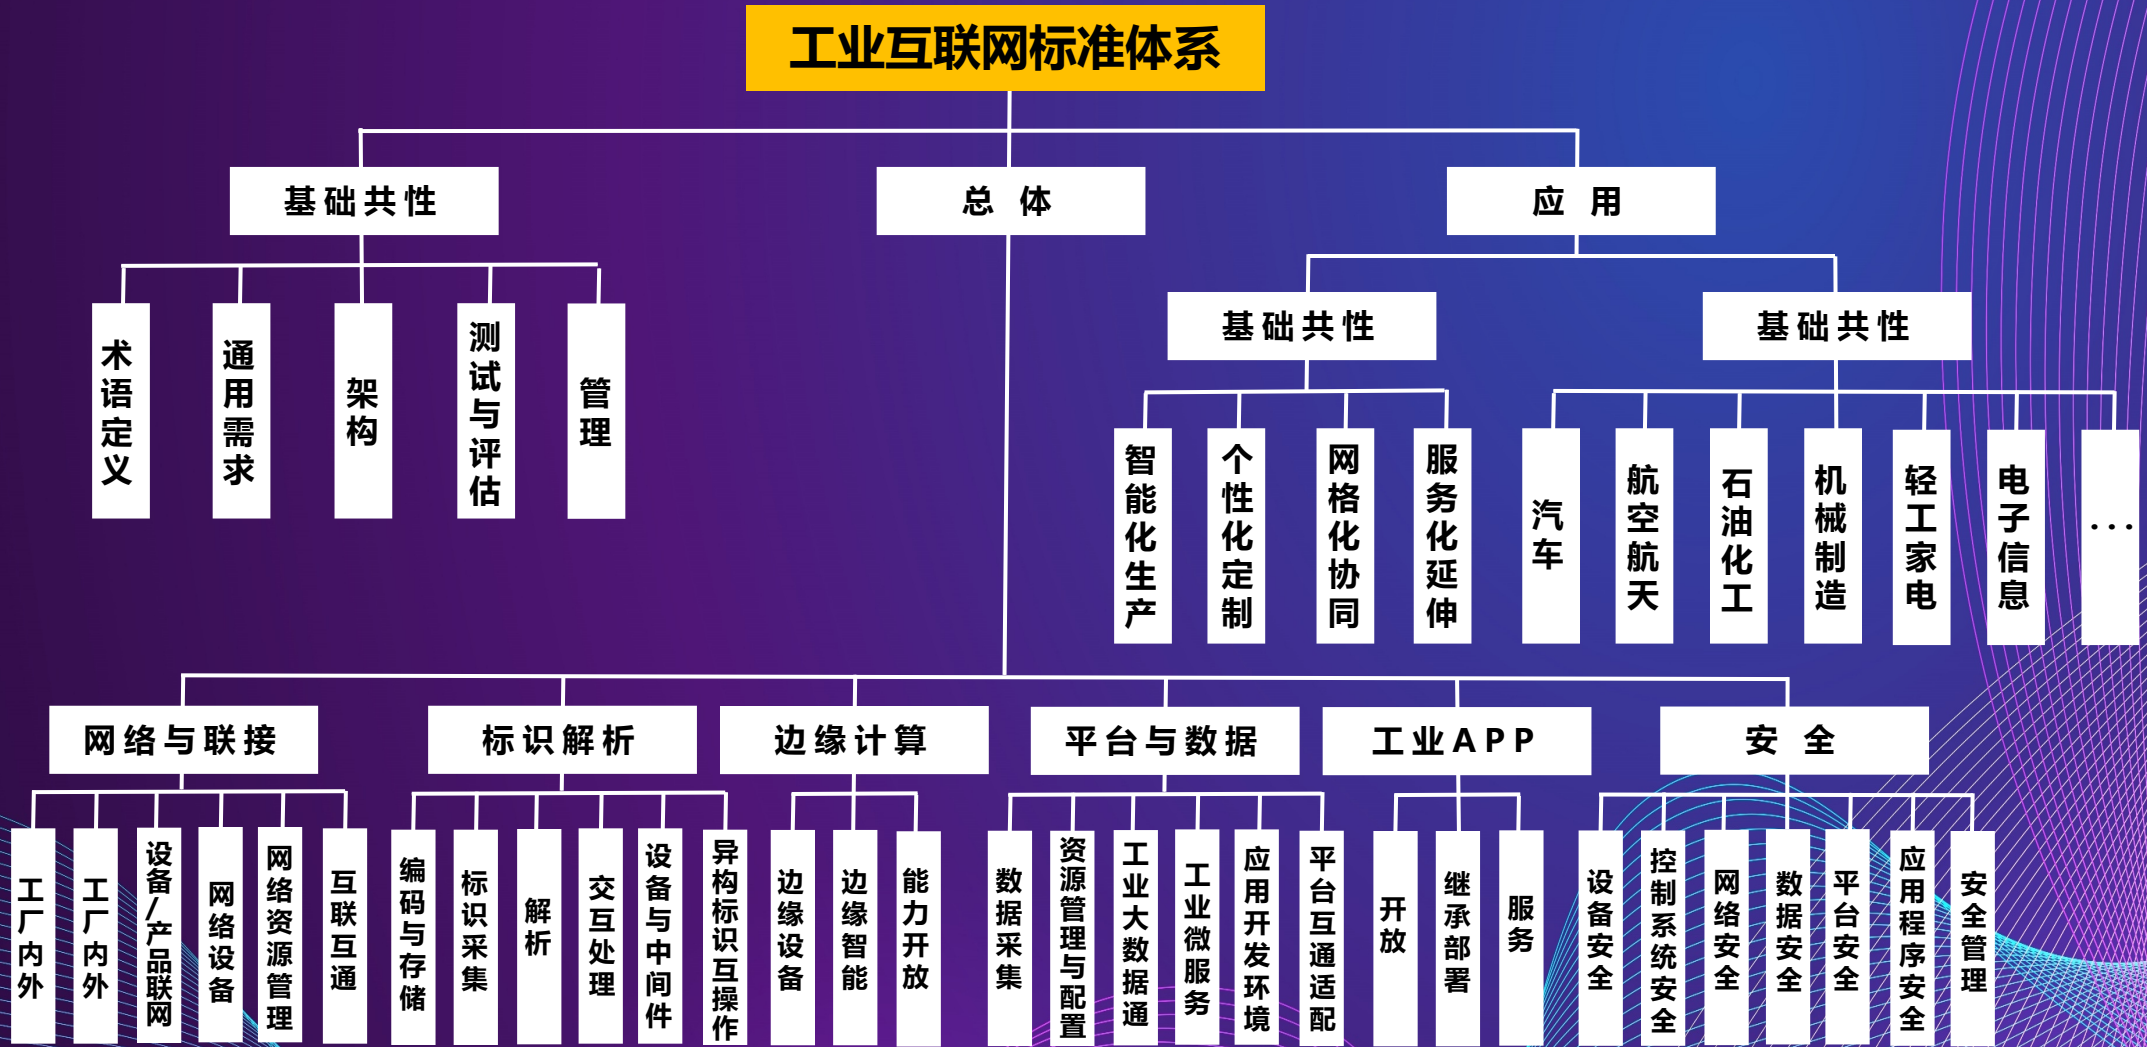 工业互联网标准体系
基础共性
总 体
应 用
基础共性
基础共性
术语定义
通用需求
架构
测试与评估
管理
智能化生产
个性化定制
网格化协同
服务化延伸
汽车
航空航天
石油化工
机械制造
轻工家电
电子信息
...
网络与联接
标识解析
边缘计算
平台与数据
工业APP
安 全
工厂内外
工厂内外
设备/产品联网
网络设备
网络资源管理
互联互通
编码与存储
标识采集
解析
交互处理
设备与中间件
异构标识互操作
边缘设备
边缘智能
能力开放
数据采集
资源管理与配置
工业大数据通
工业微服务
应用开发环境
平台互通适配
开放
继承部署
服务
设备安全
控制系统安全
网络安全
数据安全
平台安全
应用程序安全
安全管理